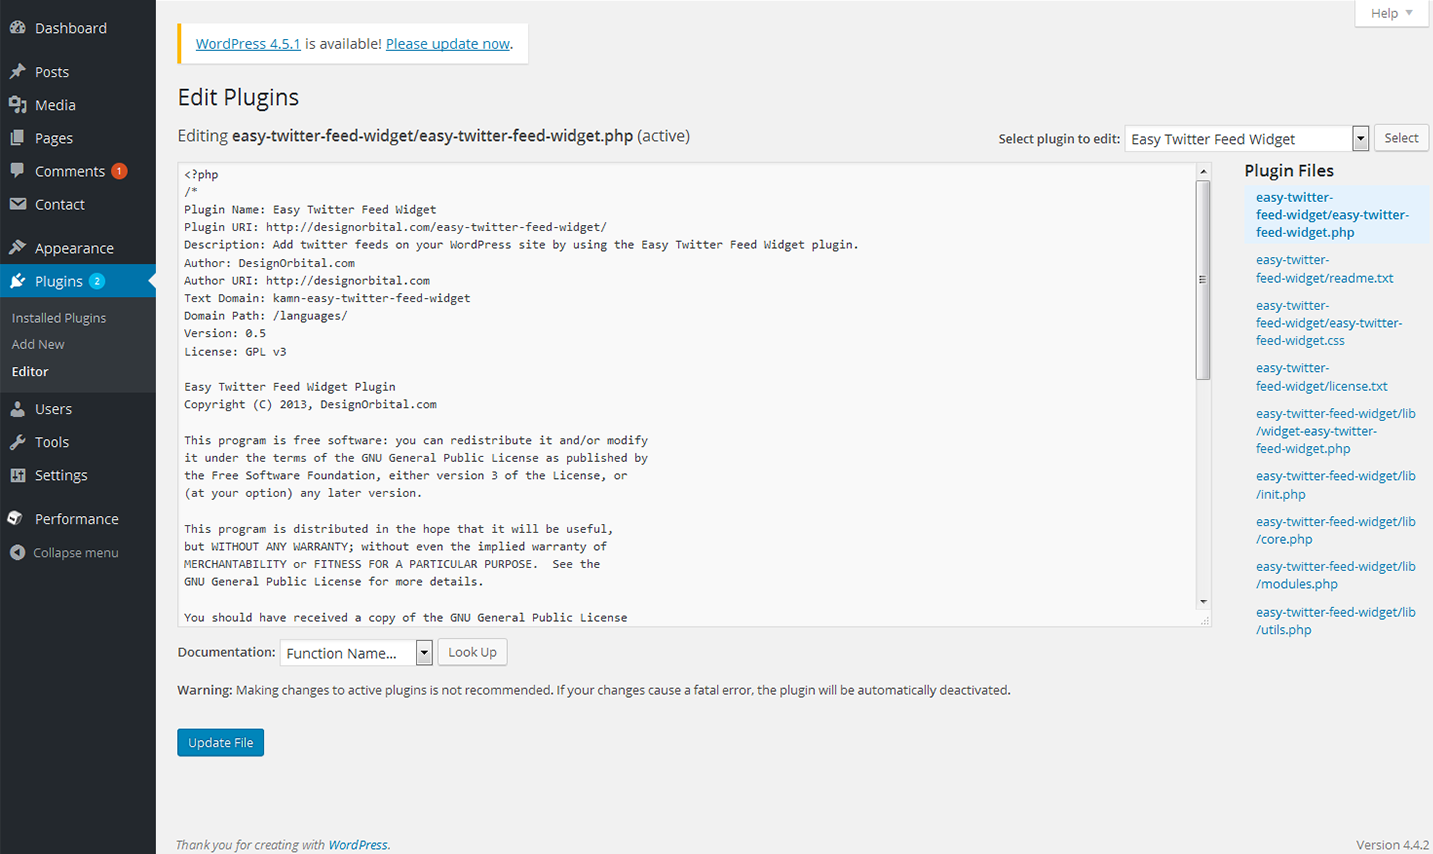 Dashboard
Posts
Media
Pages
Comments 1
Contact
Appearance
Plugins 2
Installed Plugins
Add New
Editor
Users
Tools
Settings
Performance
Collapse menu
Help
WordPress 4.5.1 is available! Please update now.
Edit Plugins
Editing easy-twitter-feed-widget/easy-twitter-feed-widget.php (active)
Select plugin to edit: Easy Twitter Feed Widget Select
<?php
/*
Plugin Name: Easy Twitter Feed Widget
Plugin URI: http://designorbital.com/easy-twitter-feed-widget/
Description: Add twitter feeds on your WordPress site by using the Easy Twitter Feed Widget plugin.
Author: DesignOrbital.com
Author URI: http://designorbital.com
Text Domain: kamn-easy-twitter-feed-widget
Domain Path: /languages/
Version: 0.5
License: GPL v3
Easy Twitter Feed Widget Plugin
Copyright (C) 2013, DesignOrbital.com
This program is free software: you can redistribute it and/or modify
it under the terms of the GNU General Public License as published by
the Free Software Foundation, either version 3 of the License, or
(at your option) any later version.
This program is distributed in the hope that it will be useful,
but WITHOUT ANY WARRANTY; without even the implied warranty of
MERCHANTABILITY or FITNESS FOR A PARTICULAR PURPOSE.  See the
GNU General Public License for more details.
You should have received a copy of the GNU General Public License
Plugin Files
easy-twitter-
feed-widget/easy-twitter-
feed-widget.php
easy-twitter-
feed-widget/readme.txt
easy-twitter-
feed-widget/easy-twitter-
feed-widget.css
easy-twitter-
feed-widget/license.txt
easy-twitter-feed-widget/lib
/widget-easy-twitter-
feed-widget.php
easy-twitter-feed-widget/lib
/init.php
easy-twitter-feed-widget/lib
/core.php
easy-twitter-feed-widget/lib
/modules.php
easy-twitter-feed-widget/lib
/utils.php
Documentation: Function Name... Look Up
Warning: Making changes to active plugins is not recommended. If your changes cause a fatal error, the plugin will be automatically deactivated.
Update File
Thank you for creating with WordPress.
Version 4.4.2